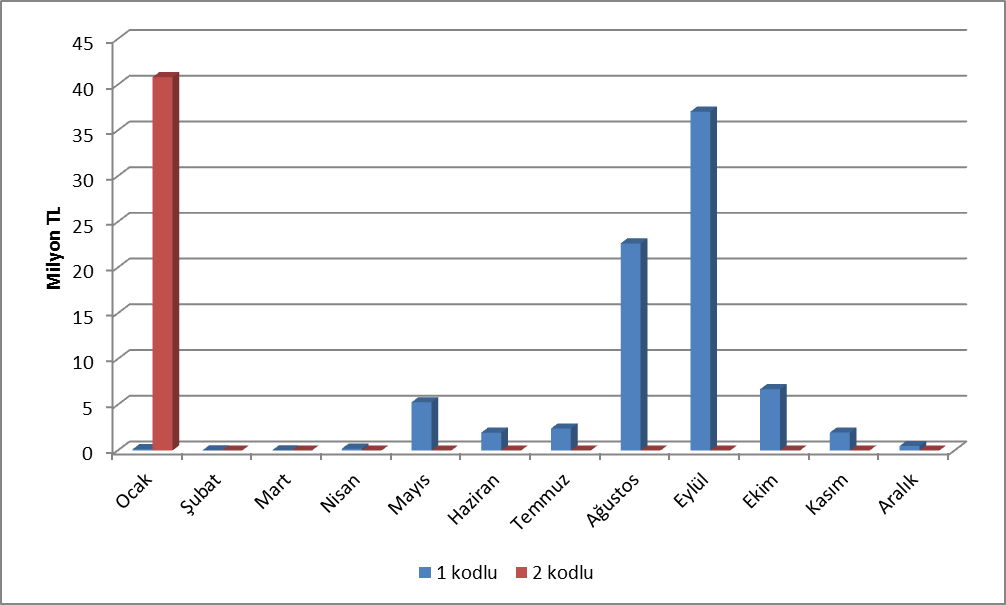 45
40
35
30
25
20
15
10
5
0
Milyon TL
Ocak
Şubat
Mart
Nisan
Mayıs
Haziran
Temmuz
Ağustos
Eylül
Ekim
Kasım
Aralık
1 kodlu
2 kodlu